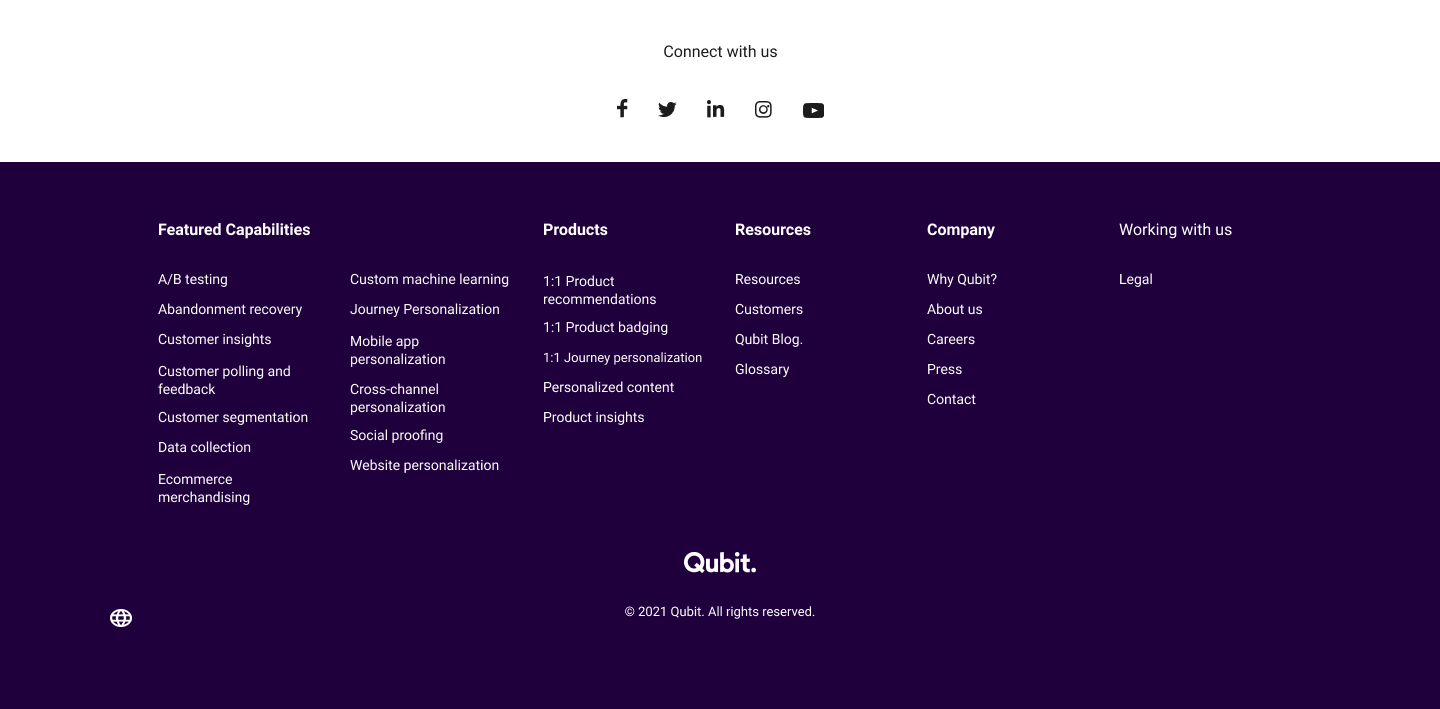 Connect with us
Featured Capabilities
A/B testing
Abandonment recovery
Customer insights
Customer polling and
feedback
Customer segmentation
Data collection
Ecommerce
merchandising
Custom machine learning
Journey Personalization
Mobile app
personalization
Cross-channel
personalization
Social proofing
Website personalization
Products
1:1 Product
recommendations
1:1 Product badging
1:1 Journey personalization
Personalized content
Product insights
Resources
Resources
Customers
Qubit Blog.
Glossary
Company
Why Qubit?
About us
Careers
Press
Contact
Working with us
Legal
Qubit.
© 2021 Qubit. All rights reserved.